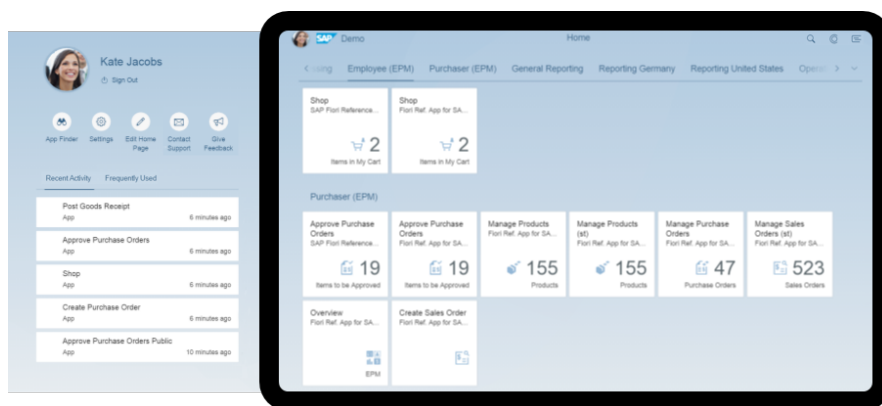 Kate Jacobs
Sign Out
App Finder
Settings
Edit Home
Page
Contact
Support
Give
Feedback
Recent Activity Frequently Used
Post Goods Receipt
App 6 minutes ago
Approve Purchase Orders
App 6 minutes ago
Shop
App 6 minutes ago
Create Purchase Order
App 6 minutes ago
Approve Purchase Orders Public
App 10 minutes ago
SAP Demo Home
Employee (EPM) Purchaser (EPM) General Reporting Reporting Germany Reporting United States
Shop
SAP Fiori Reference...
2
Items in My Cart
Shop
Fiori Ref. App for SA...
2
Items in My Cart
Purchaser (EPM)
Approve Purchase
Orders
SAP Fiori Reference...
19
Items to be Approved
Approve Purchase
Orders
Fiori Ref. App for SA...
19
Items to be Approved
Manage Products
Fiori Ref. App for SA...
155
Products
Manage Products
(st)
Fiori Ref. App for SA...
155
Products
Manage Purchase
Orders
Fiori Ref. App for SA...
47
Purchase Orders
Manage Sales
Orders (st)
Fiori Ref. App for SA...
523
Sales Orders
Overview
Fiori Ref. App for SA...
EPM
Create Sales Order
Fiori Ref. App for SA...